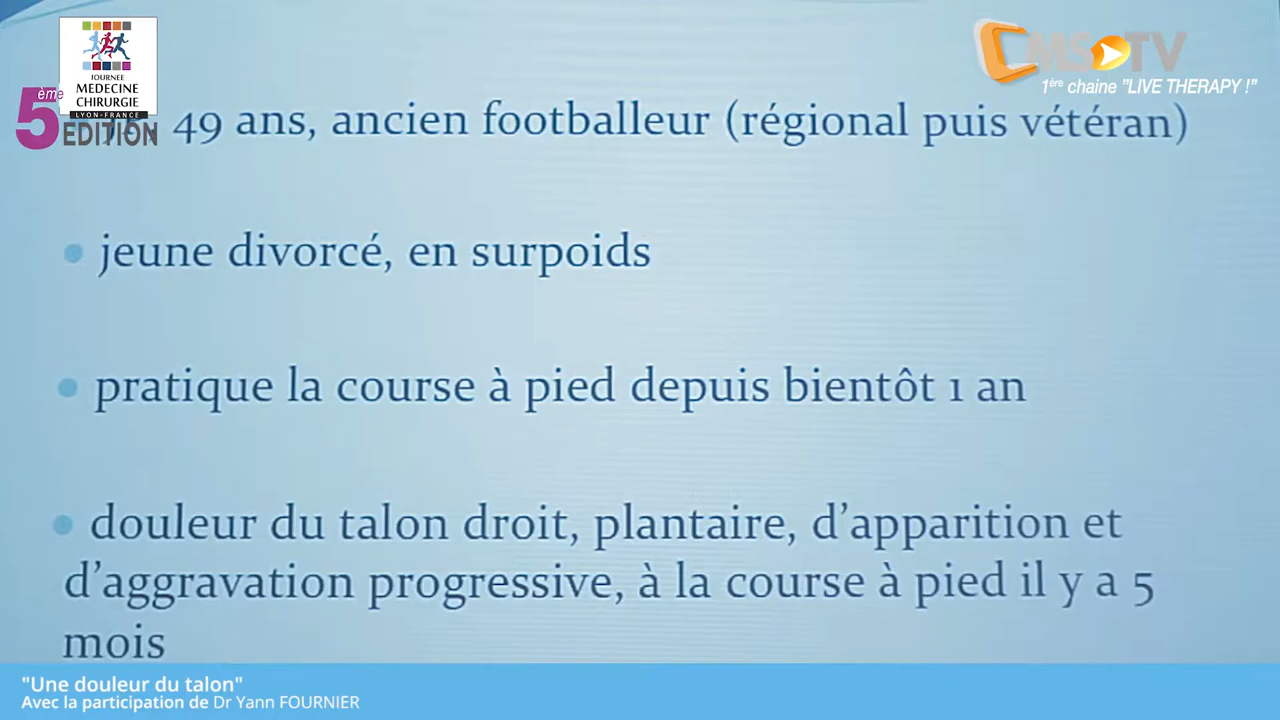 JOURNEE
MEDECINE
CHIRURGIE
LYON-FRANCE
5ème
EDITION
CMS TV
1ère chaine "LIVE THERAPY !"
49 ans, ancien footballeur (régional puis vétéran)
• jeune divorcé, en surpoids
• pratique la course à pied depuis bientôt 1 an
• douleur du talon droit, plantaire, d'apparition et
d'aggravation progressive, à la course à pied il y a 5
mois
"Une douleur du talon"
Avec la participation de Dr Yann FOURNIER